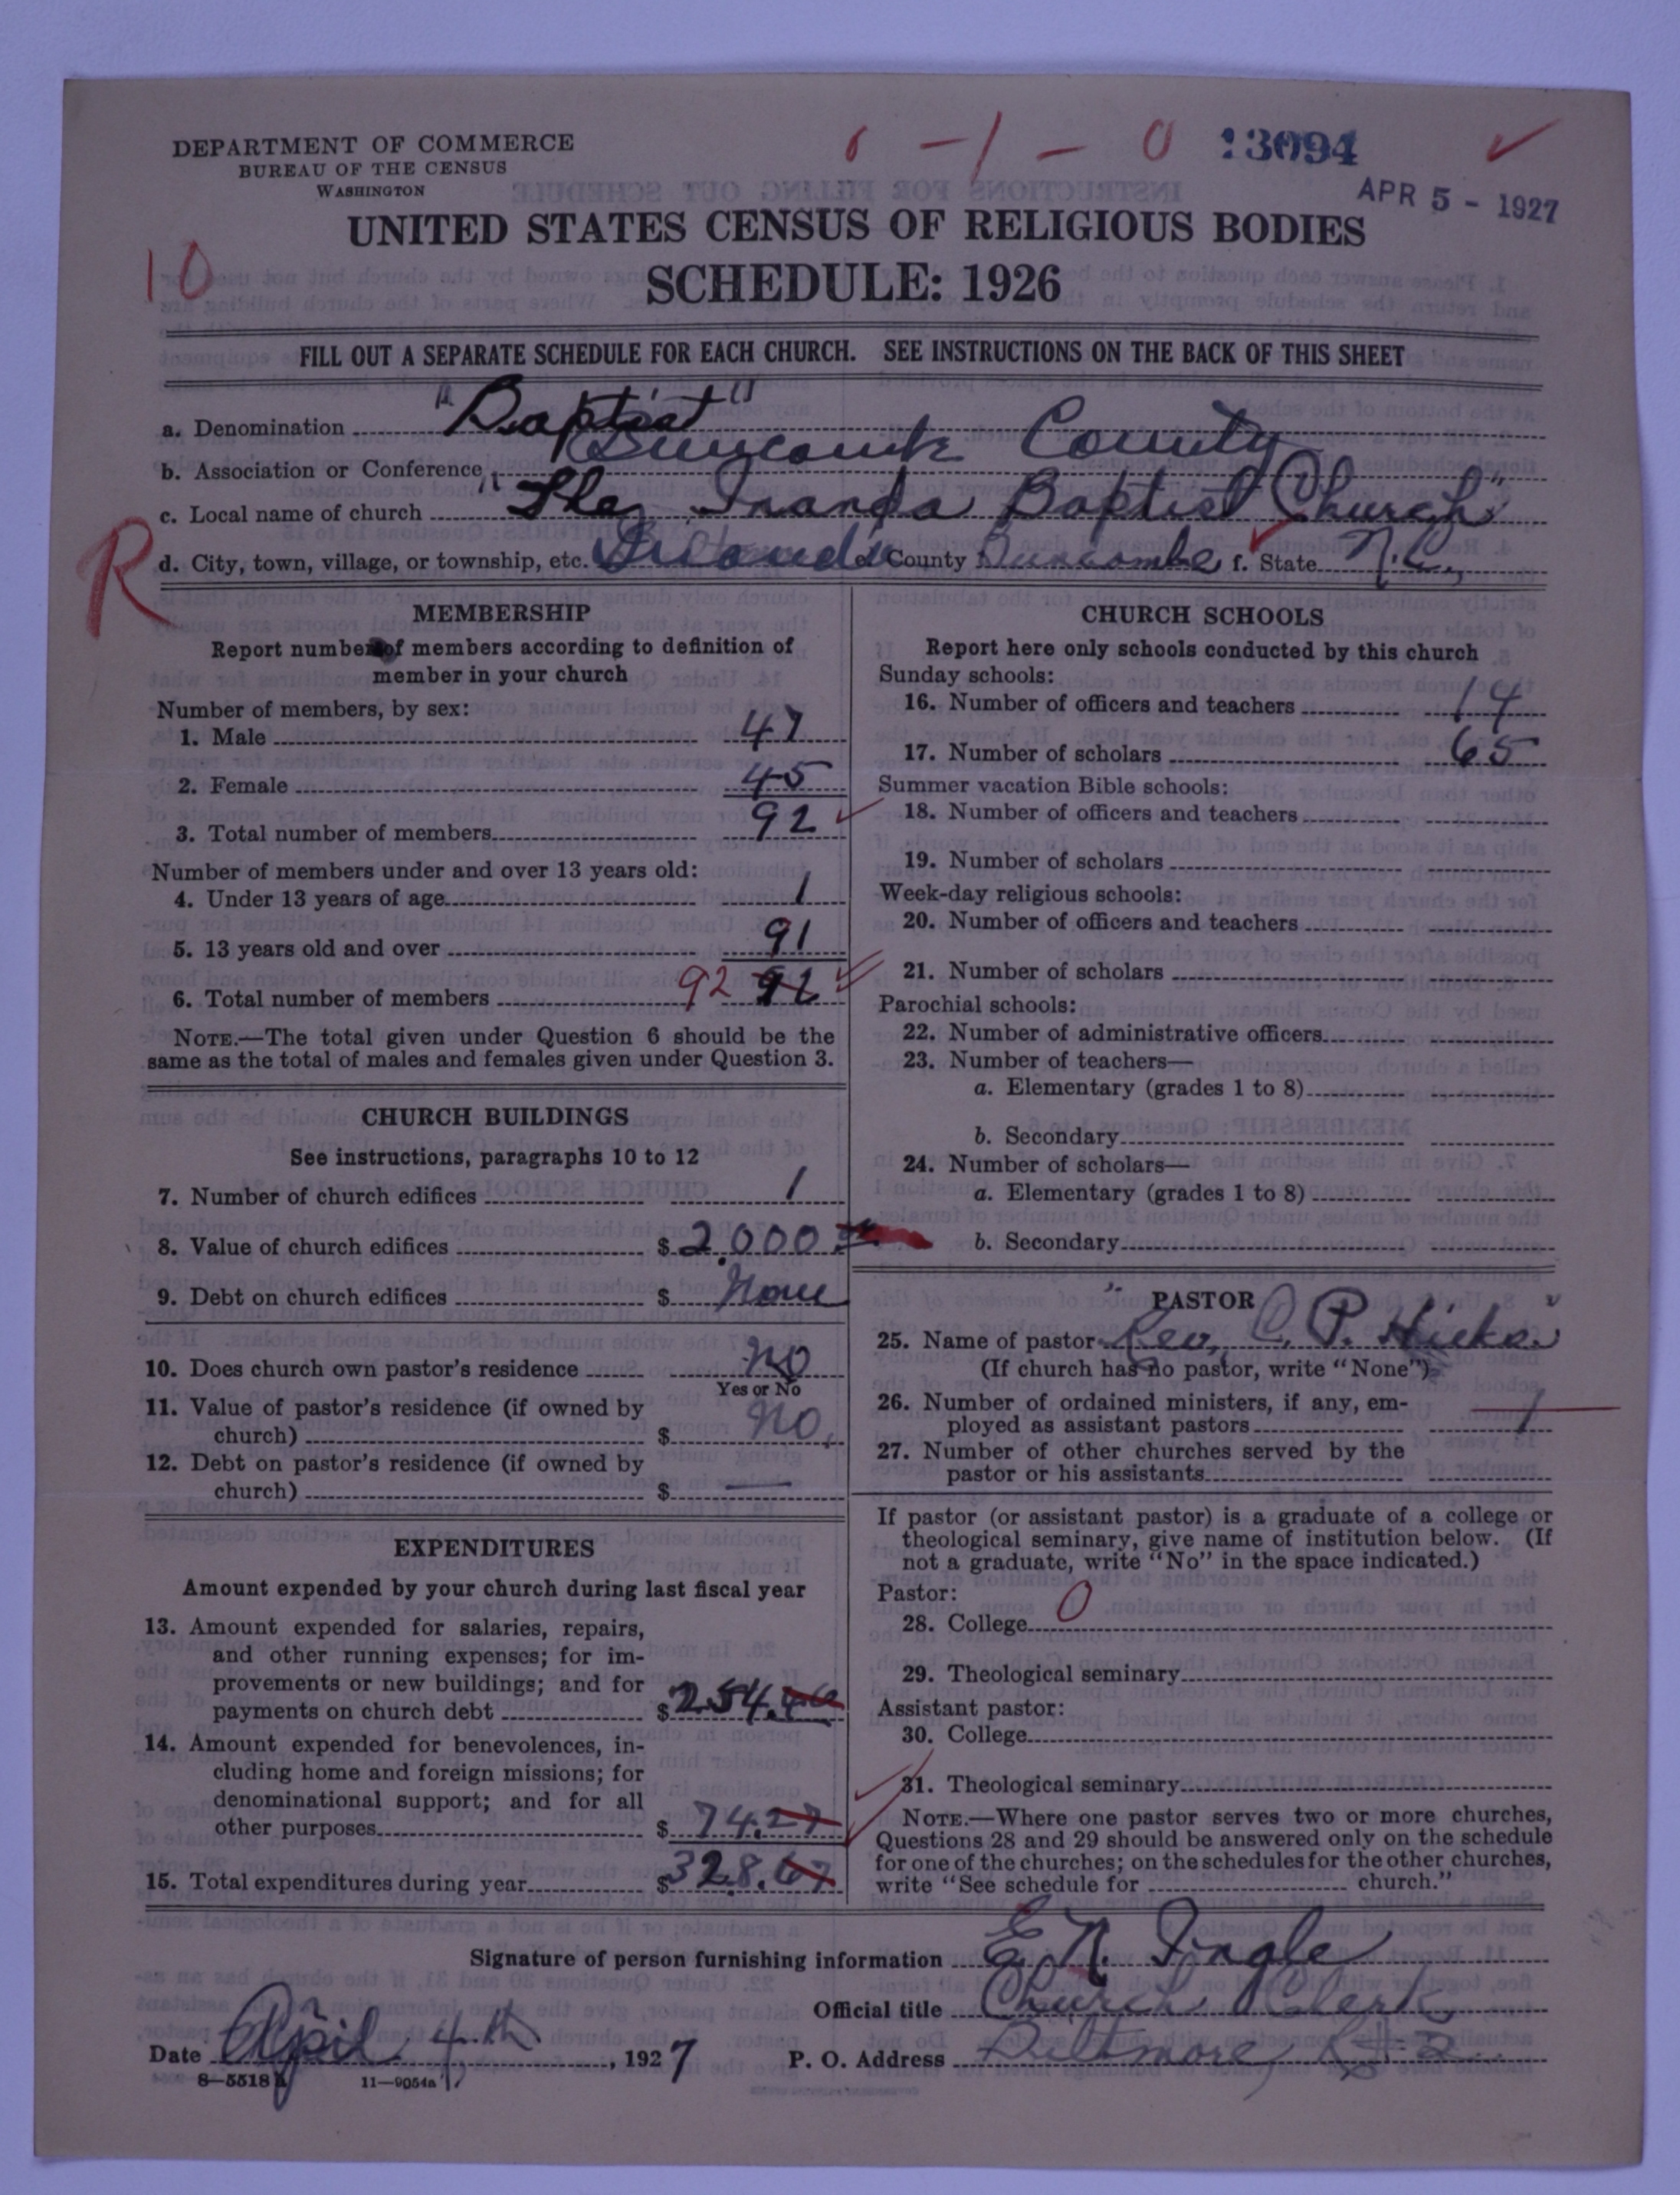 6 - 1 - 0 13094 ✓
APR 5 - 1927
DEPARTMENT OF COMMERCE
BUREAU OF THE CENSUS
WASHINGTON
UNITED STATES CENSUS OF RELIGIOUS BODIES
10
SCHEDULE: 1926
FILL OUT A SEPARATE SCHEDULE FOR EACH CHURCH. SEE INSTRUCTIONS ON THE BACK OF THIS SHEET
a. Denomination "Baptist"
b. Association or Conference Buncombe County
c. Local name of church "The Inanda Baptist Church"
R
d. City, town, village, or township, etc. e. County Buncombe, f. State N.C.,
MEMBERSHIP
Report number of members according to definition of
member in your church
Number of members, by sex:
1. Male 47
2. Female 45
3. Total number of members 92 ✓
Number of members under and over 13 years old:
4. Under 13 years of age 1
5. 13 years old and over 91
6. Total number of members 92 92
NOTE.—The total given under Question 6 should be the
same as the total of males and females given under Question 3.
CHURCH BUILDINGS
See instructions, paragraphs 10 to 12
7. Number of church edifices 1
8. Value of church edifices $2,000
9. Debt on church edifices $ None
10. Does church own pastor's residence No
Yes or No
11. Value of pastor's residence (if owned by
church) $ No.
12. Debt on pastor's residence (if owned by
church) $ —
EXPENDITURES
Amount expended by your church during last fiscal year
13. Amount expended for salaries, repairs,
and other running expenses; for im-
provements or new buildings; and for
payments on church debt $254.40
14. Amount expended for benevolences, in-
cluding home and foreign missions; for
denominational support; and for all
other purposes $ 74.27
15. Total expenditures during year $328.67
CHURCH SCHOOLS
Report here only schools conducted by this church
Sunday schools:
16. Number of officers and teachers 14
17. Number of scholars 65
Summer vacation Bible schools:
18. Number of officers and teachers
19. Number of scholars
Week-day religious schools:
20. Number of officers and teachers
21. Number of scholars
Parochial schools:
22. Number of administrative officers
23. Number of teachers—
a. Elementary (grades 1 to 8)
b. Secondary
24. Number of scholars—
a. Elementary (grades 1 to 8)
b. Secondary
PASTOR
25. Name of pastor Rev. C. P. Hicks
(If church has no pastor, write "None")
26. Number of ordained ministers, if any, em-
ployed as assistant pastors 1
27. Number of other churches served by the
pastor or his assistants
If pastor (or assistant pastor) is a graduate of a college or
theological seminary, give name of institution below. (If
not a graduate, write "No" in the space indicated.)
Pastor:
28. College 0
29. Theological seminary
Assistant pastor:
30. College
31. Theological seminary
NOTE.—Where one pastor serves two or more churches,
Questions 28 and 29 should be answered only on the schedule
for one of the churches; on the schedules for the other churches,
write "See schedule for church."
Signature of person furnishing information E. N. Ingle
Official title Church Clerk
Date April 4th, 1927 P. O. Address Biltmore, R#3
8—5518 a 11—9054a